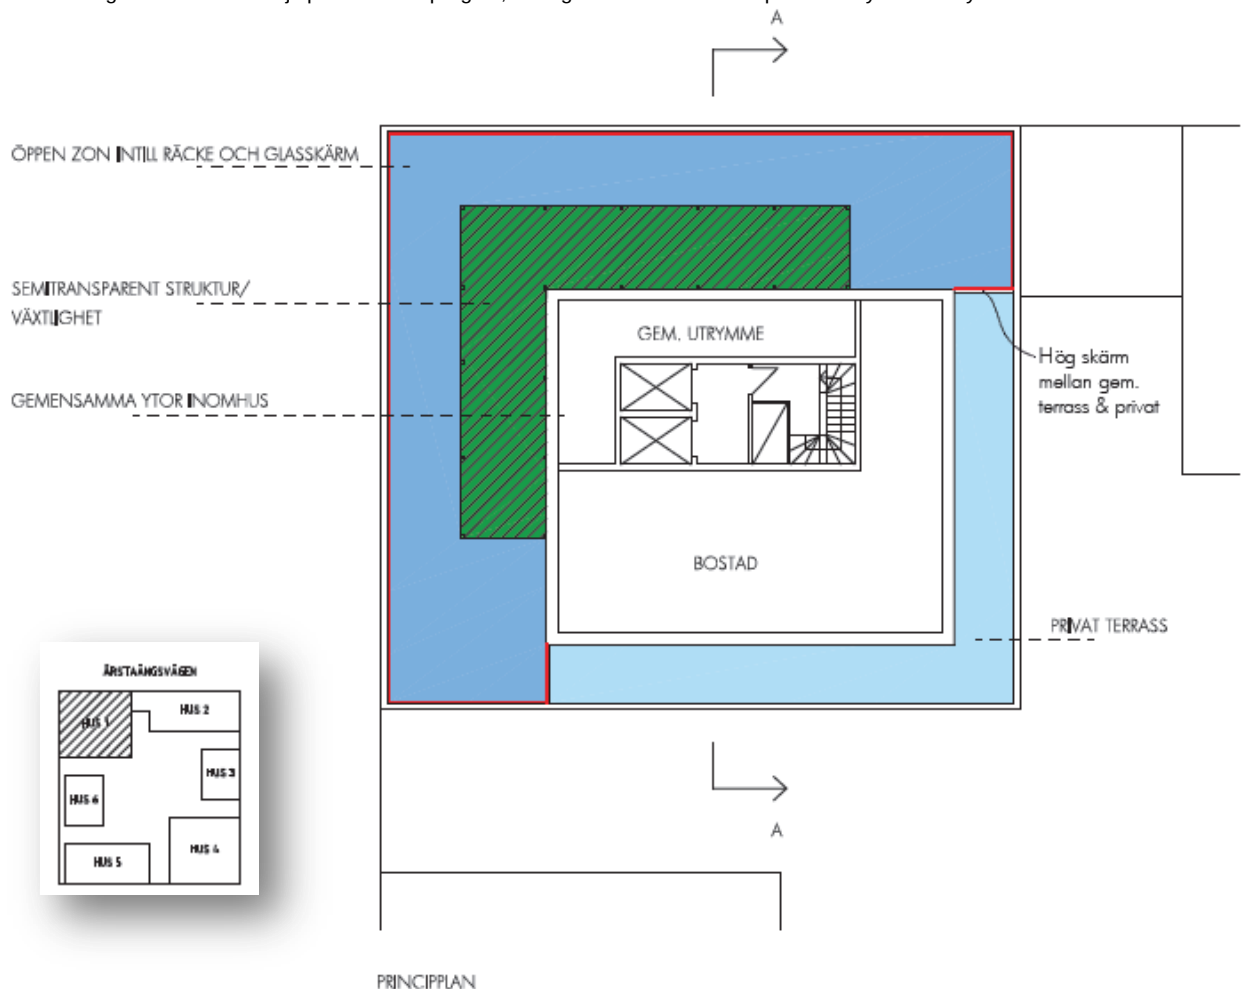 A
ÖPPEN ZON INTILL RÄCKE OCH GLASSKÄRM
SEMITRANSPARENT STRUKTUR/
VÄXTLIGHET
GEM. UTRYMME
Hög skärm
mellan gem.
terrass & privat
GEMENSAMMA YTOR INOMHUS
BOSTAD
PRIVAT TERRASS
ÅRSTAÄNGSVÄGEN
HUS 1
HUS 2
HUS 3
HUS 6
HUS 4
HUS 5
A
PRINCIPPLAN